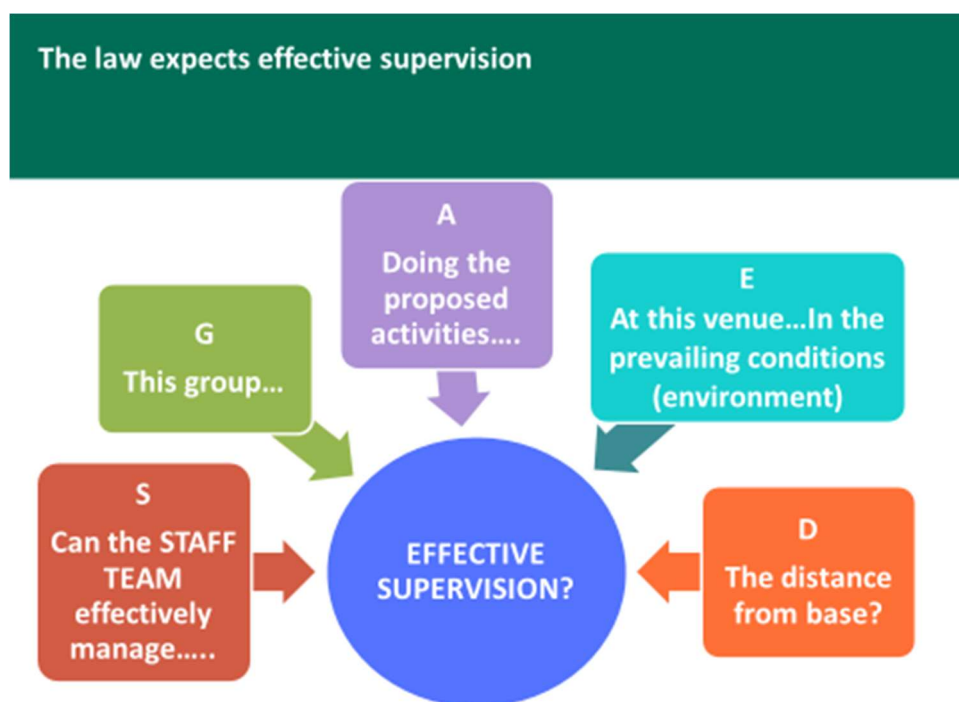 The law expects effective supervision
S
Can the STAFF
TEAM
effectively
manage…..
G
This group…
A
Doing the
proposed
activities….
E
At this venue…In the
prevailing conditions
(environment)
D
The distance
from base?
EFFECTIVE
SUPERVISION?